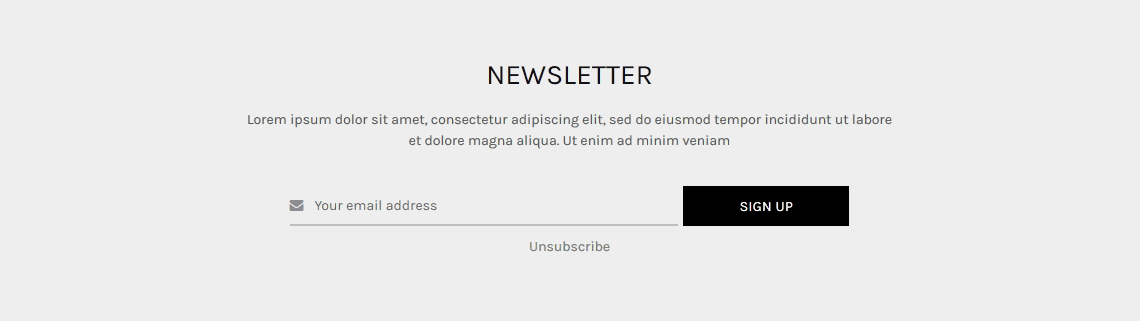 NEWSLETTER
Lorem ipsum dolor sit amet, consectetur adipiscing elit, sed do eiusmod tempor incididunt ut labore
et dolore magna aliqua. Ut enim ad minim veniam
Your email address
SIGN UP
Unsubscribe